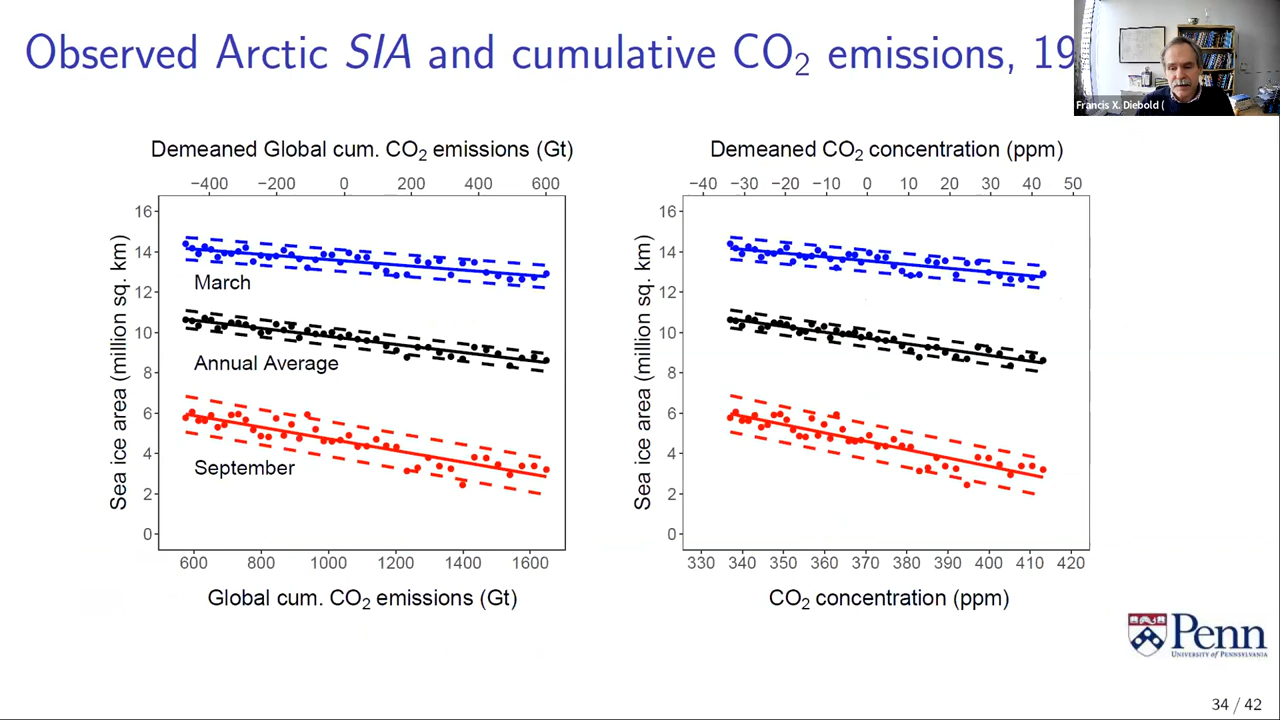 Observed Arctic SIA and cumulative CO₂ emissions, 19
Francis X. Diebold (
Demeaned Global cum. CO₂ emissions (Gt)
−400 −200 0 200 400 600
16
14
12
10
8
6
4
2
0
Sea ice area (million sq. km)
March
Annual Average
September
600 800 1000 1200 1400 1600
Global cum. CO₂ emissions (Gt)
Demeaned CO₂ concentration (ppm)
−40 −30 −20 −10 0 10 20 30 40 50
16
14
12
10
8
6
4
2
0
Sea ice area (million sq. km)
330 340 350 360 370 380 390 400 410 420
CO₂ concentration (ppm)
Penn
UNIVERSITY of PENNSYLVANIA
34 / 42